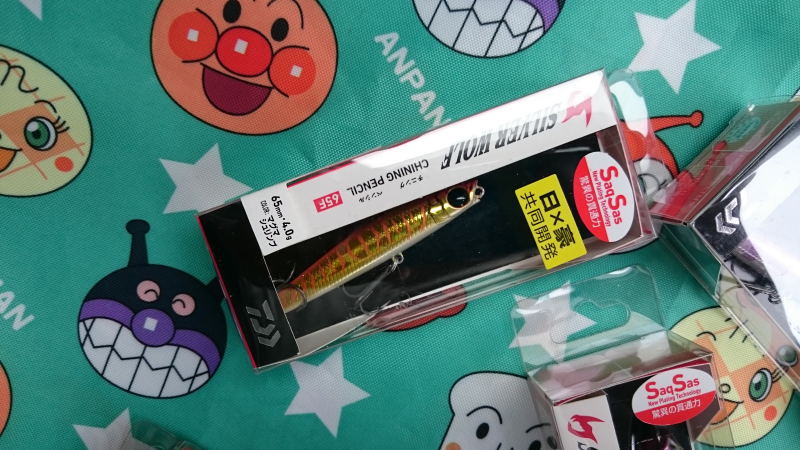 ANPAN
NPAN
SILVER WOLF
CHINING PENCIL
チニング
ペンシル
65F
65mm・4.0g
マグマ
シュリンプ
日×豪
共同開発
SaqSas
New Plating Technology
驚異の貫通力
SaqSas
New Plating Technology
驚異の貫通力